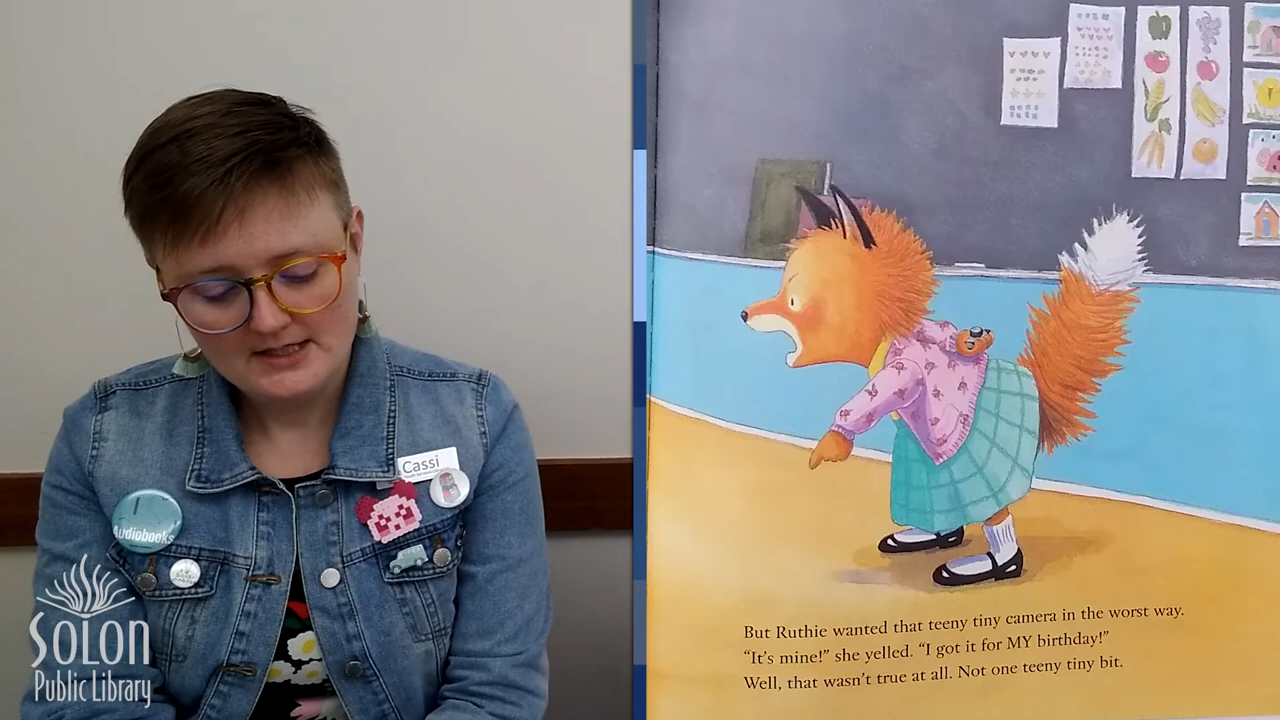 Cassi
Audiobooks
SOLON
Public Library
But Ruthie wanted that teeny tiny camera in the worst way.
"It's mine!" she yelled. "I got it for MY birthday!"
Well, that wasn't true at all. Not one teeny tiny bit.